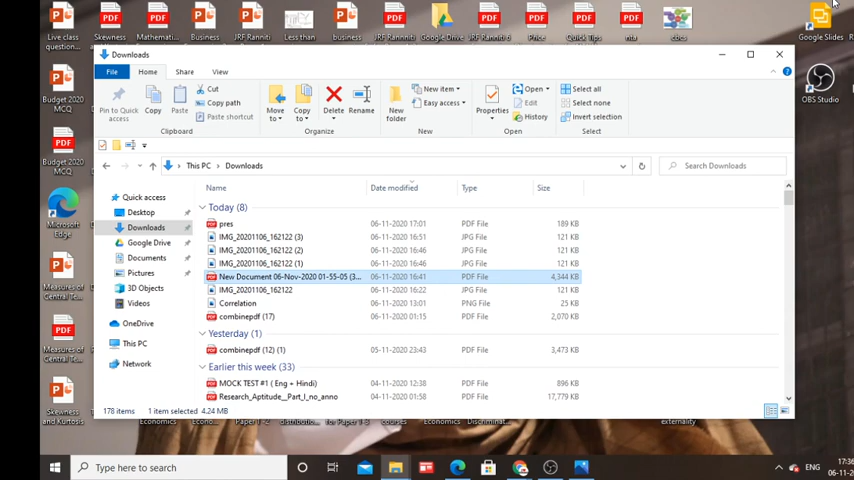 Live class question...
Skewness and
Mathemati...
Business
JRF Ranniti
Less than
business
JRF Ranniti
Google Drive
JRF Ranniti 6
Price
Quick Tips
nta
cbcs
Google Slides
Budget 2020 MCQ
Budget 2020 MCQ
Microsoft Edge
Measures of Central Te...
Measures of Central Te...
Skewness and Kurtosis
OBS Studio
Downloads
File
Home
Share
View
Pin to Quick access
Copy
Paste
Cut
Copy path
Paste shortcut
Clipboard
Move to
Copy to
Delete
Rename
Organize
New folder
New item
Easy access
New
Properties
Open
Edit
History
Open
Select all
Select none
Invert selection
Select
This PC > Downloads
Search Downloads
Name
Date modified
Type
Size
Quick access
Desktop
Downloads
Google Drive
Documents
Pictures
3D Objects
Videos
OneDrive
This PC
Network
Today (8)
pres 06-11-2020 17:01 PDF File 189 KB
IMG_20201106_162122 (3) 06-11-2020 16:51 JPG File 121 KB
IMG_20201106_162122 (2) 06-11-2020 16:46 JPG File 121 KB
IMG_20201106_162122 (1) 06-11-2020 16:46 JPG File 121 KB
New Document 06-Nov-2020 01-55-05 (3... 06-11-2020 16:41 PDF File 4,344 KB
IMG_20201106_162122 06-11-2020 16:22 JPG File 121 KB
Correlation 06-11-2020 13:01 PNG File 25 KB
combinepdf (17) 06-11-2020 01:15 PDF File 2,070 KB
Yesterday (1)
combinepdf (12) (1) 05-11-2020 23:43 PDF File 3,473 KB
Earlier this week (33)
MOCK TEST #1 ( Eng + Hindi) 04-11-2020 12:38 PDF File 896 KB
Research_Aptitude__Part_I_no_anno 04-11-2020 01:58 PDF File 17,779 KB
178 items
1 item selected 4.24 MB
Economics
courses
Economics
Discriminat...
externality
Type here to search
ENG
17:36
06-11-2